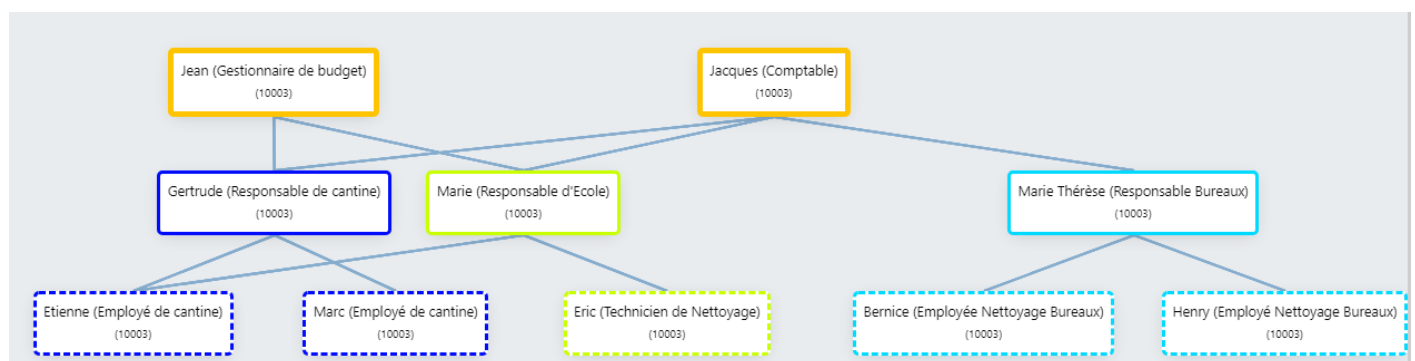 Jean (Gestionnaire de budget)
(10003)
Jacques (Comptable)
(10003)
Gertrude (Responsable de cantine)
(10003)
Marie (Responsable d'Ecole)
(10003)
Marie Thérèse (Responsable Bureaux)
(10003)
Etienne (Employé de cantine)
(10003)
Marc (Employé de cantine)
(10003)
Eric (Technicien de Nettoyage)
(10003)
Bernice (Employée Nettoyage Bureaux)
(10003)
Henry (Employé Nettoyage Bureaux)
(10003)